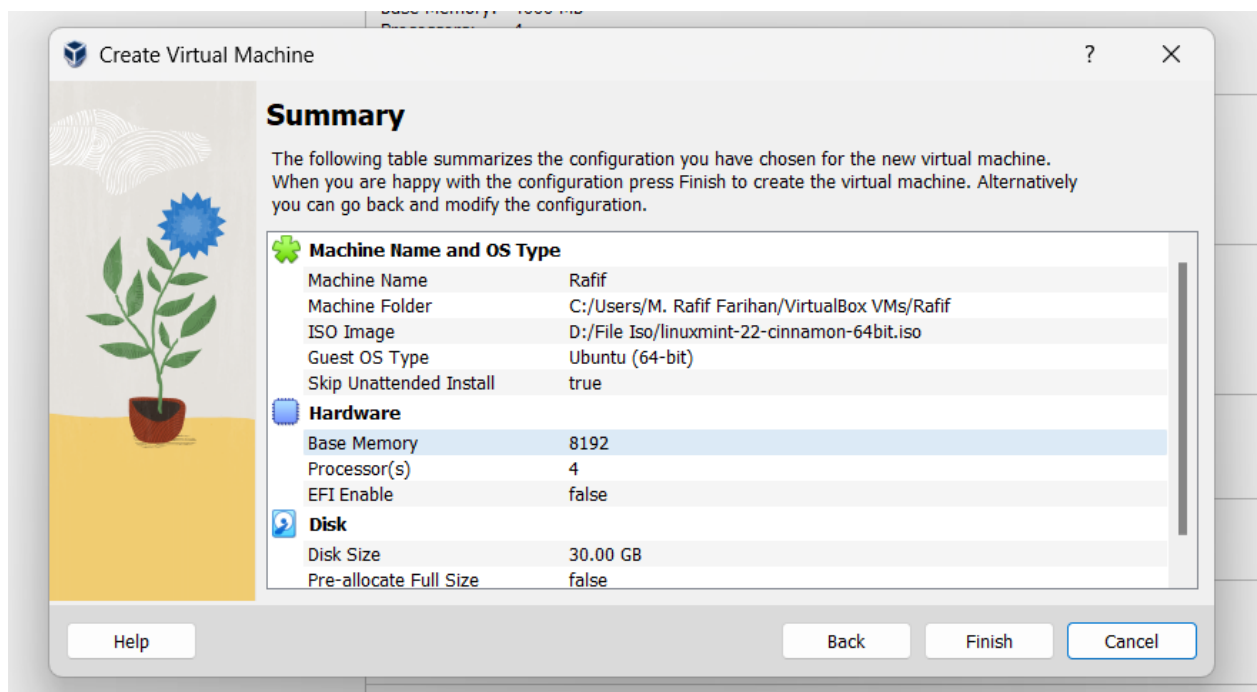 Create Virtual Machine
?
Summary
The following table summarizes the configuration you have chosen for the new virtual machine.
When you are happy with the configuration press Finish to create the virtual machine. Alternatively
you can go back and modify the configuration.
Machine Name and OS Type
Machine Name Rafif
Machine Folder C:/Users/M. Rafif Farihan/VirtualBox VMs/Rafif
ISO Image D:/File Iso/linuxmint-22-cinnamon-64bit.iso
Guest OS Type Ubuntu (64-bit)
Skip Unattended Install true
Hardware
Base Memory 8192
Processor(s) 4
EFI Enable false
Disk
Disk Size 30.00 GB
Pre-allocate Full Size false
Help Back Finish Cancel